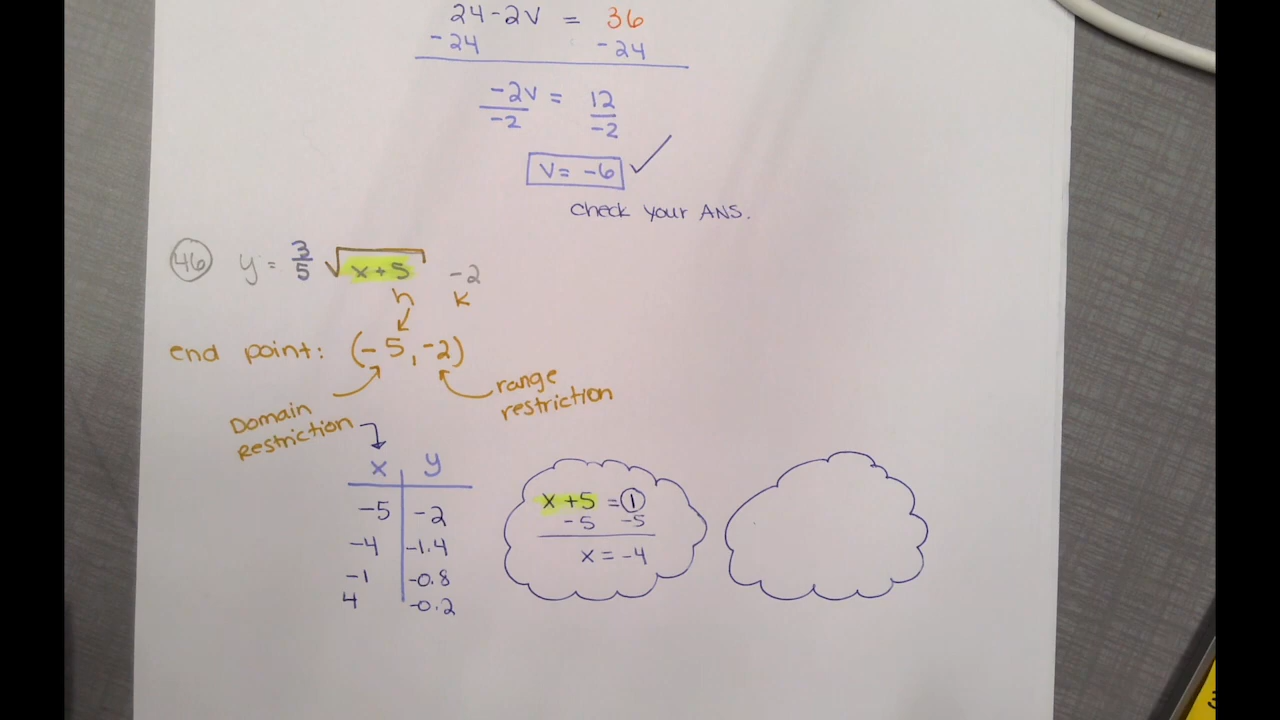 24-2V = 36
-24 -24
-2V = 12
-2 -2
V = -6 ✓
check your ANS.
46 y = 3/5 √x+5 -2
h K
end point: (-5, -2)
Domain restriction
range restriction
x y
-5 -2
-4 -1.4
-1 -0.8
4 -0.2
x+5 = 1
-5 -5
x = -4